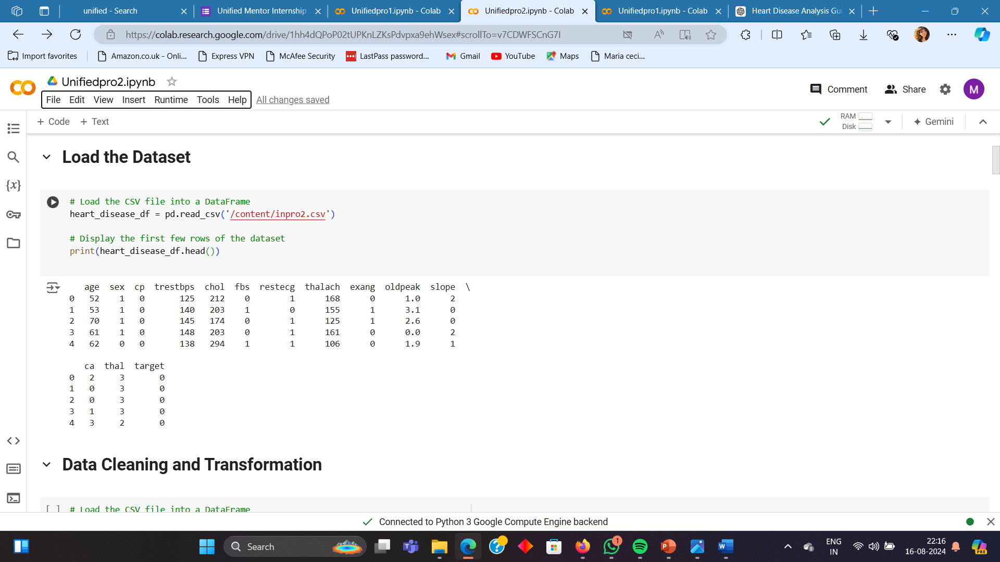 unified - Search
Unified Mentor Internship
Unifiedpro1.ipynb - Colab
Unifiedpro2.ipynb - Colab
Unifiedpro1.ipynb - Colab
Heart Disease Analysis Gui
https://colab.research.google.com/drive/1hh4dQPoP02tUPKnLZKsPdvpxa9ehWsex#scrollTo=v7CDWFSCnG7I
Import favorites
Amazon.co.uk - Onli...
Express VPN
McAfee Security
LastPass password...
Gmail
YouTube
Maps
Maria ceci...
Unifiedpro2.ipynb
File Edit View Insert Runtime Tools Help All changes saved
Comment
Share
M
+ Code + Text
RAM
Disk
Gemini
Load the Dataset
# Load the CSV file into a DataFrame
heart_disease_df = pd.read_csv('/content/inpro2.csv')
# Display the first few rows of the dataset
print(heart_disease_df.head())
age sex cp trestbps chol fbs restecg thalach exang oldpeak slope \
0 52 1 0 125 212 0 1 168 0 1.0 2
1 53 1 0 140 203 1 0 155 1 3.1 0
2 70 1 0 145 174 0 1 125 1 2.6 0
3 61 1 0 148 203 0 1 161 0 0.0 2
4 62 0 0 138 294 1 1 106 0 1.9 1
ca thal target
0 2 3 0
1 0 3 0
2 0 3 0
3 1 3 0
4 3 2 0
Data Cleaning and Transformation
[ ] # Load the CSV file into a DataFrame
Connected to Python 3 Google Compute Engine backend
Search
1
ENG
IN
22:16
16-08-2024
PRE